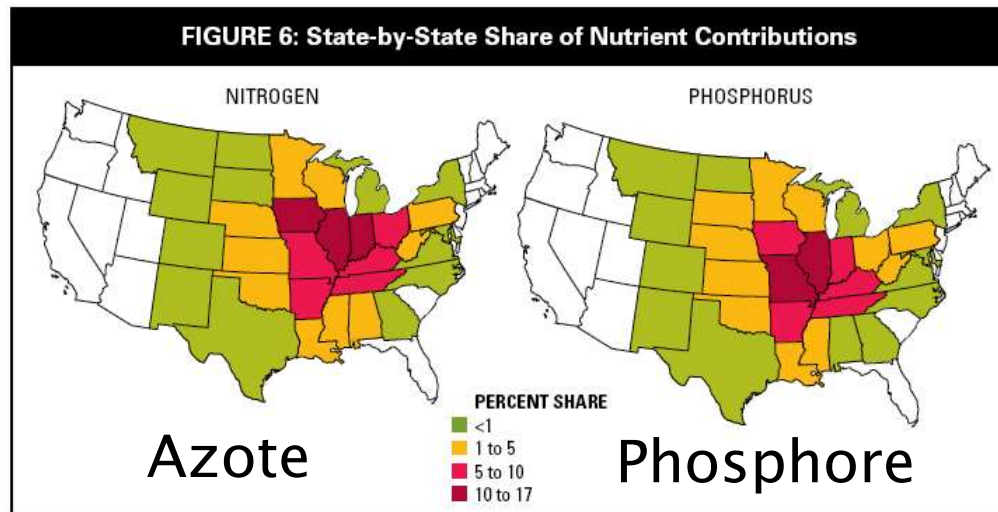 FIGURE 6: State-by-State Share of Nutrient Contributions
NITROGEN
PHOSPHORUS
PERCENT SHARE
<1
1 to 5
5 to 10
10 to 17
Azote
Phosphore